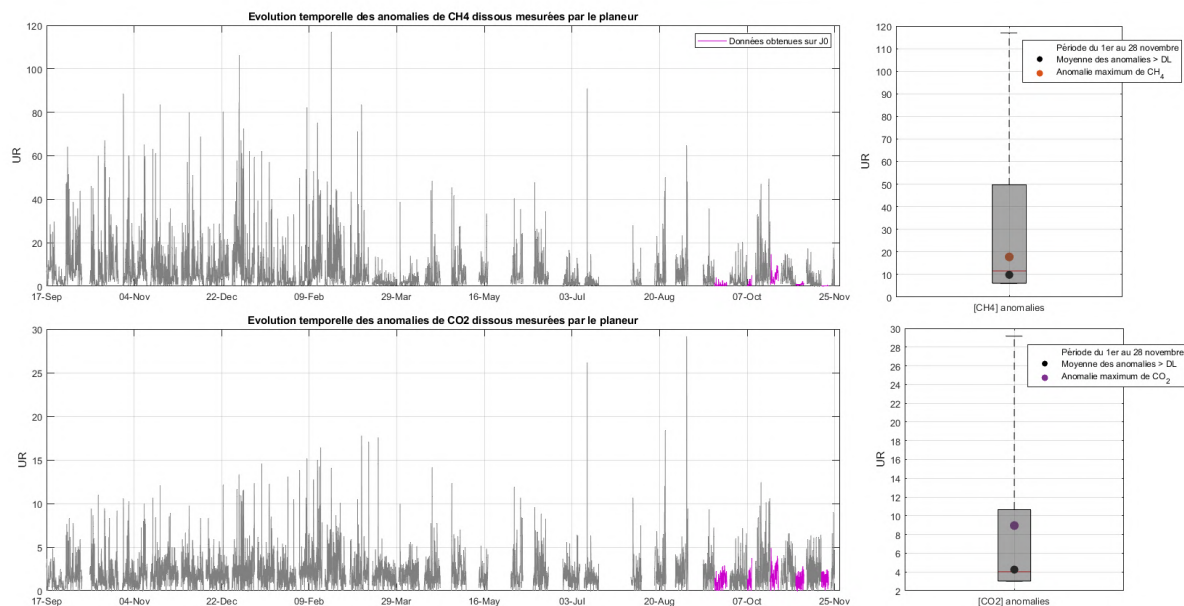 Evolution temporelle des anomalies de CH4 dissous mesurées par le planeur
120
100
80
60
40
20
0
UR
Données obtenues sur J0
17-Sep 04-Nov 22-Dec 09-Feb 29-Mar 16-May 03-Jul 20-Aug 07-Oct 25-Nov
120
110
100
90
80
70
60
50
40
30
20
10
0
UR
Période du 1er au 28 novembre
Moyenne des anomalies > DL
Anomalie maximum de CH4
[CH4] anomalies
Evolution temporelle des anomalies de CO2 dissous mesurées par le planeur
30
25
20
15
10
5
0
UR
17-Sep 04-Nov 22-Dec 09-Feb 29-Mar 16-May 03-Jul 20-Aug 07-Oct 25-Nov
30
28
26
24
22
20
18
16
14
12
10
8
6
4
2
UR
Période du 1er au 28 novembre
Moyenne des anomalies > DL
Anomalie maximum de CO2
[CO2] anomalies